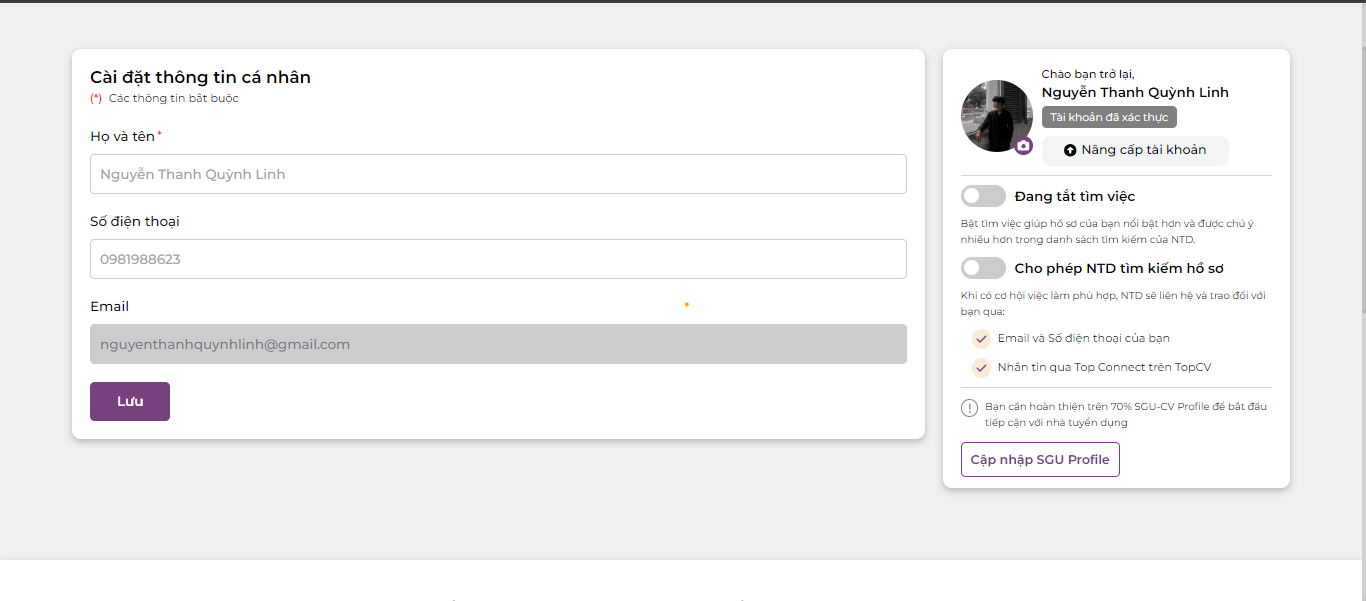 Cài đặt thông tin cá nhân
(*) Các thông tin bắt buộc
Họ và tên*
Nguyễn Thanh Quỳnh Linh
Số điện thoại
0981988623
Email
nguyenthanhquynhlinh@gmail.com
Lưu
Chào bạn trở lại,
Nguyễn Thanh Quỳnh Linh
Tài khoản đã xác thực
Nâng cấp tài khoản
Đang tắt tìm việc
Bật tìm việc giúp hồ sơ của bạn nổi bật hơn và được chú ý
nhiều hơn trong danh sách tìm kiếm của NTD.
Cho phép NTD tìm kiếm hồ sơ
Khi có cơ hội việc làm phù hợp, NTD sẽ liên hệ và trao đổi với
bạn qua:
Email và Số điện thoại của bạn
Nhắn tin qua Top Connect trên TopCV
Bạn cần hoàn thiện trên 70% SGU-CV Profile để bắt đầu
tiếp cận với nhà tuyển dụng
Cập nhập SGU Profile